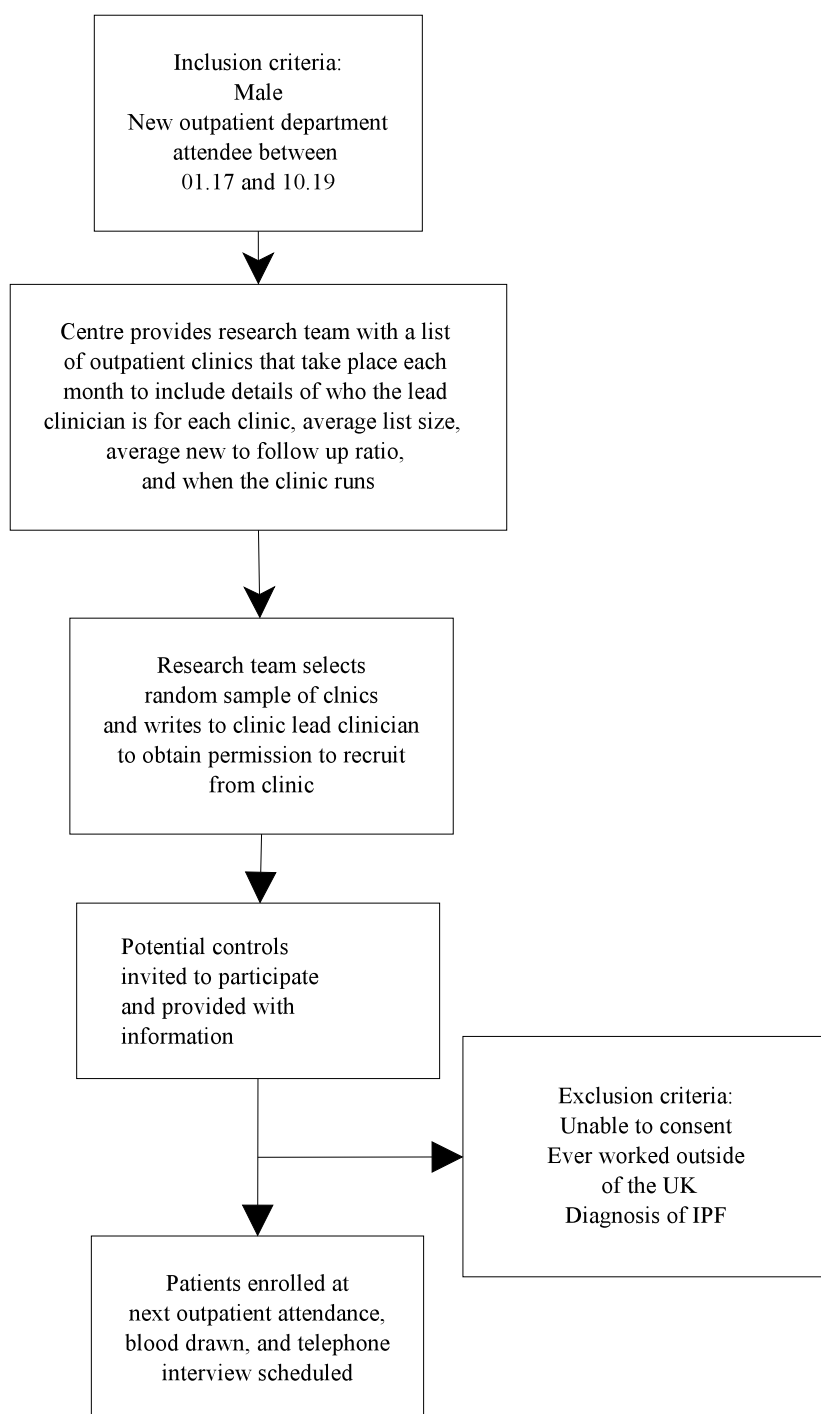 Inclusion criteria:
Male
New outpatient department
attendee between
01.17 and 10.19
Centre provides research team with a list
of outpatient clinics that take place each
month to include details of who the lead
clinician is for each clinic, average list size,
average new to follow up ratio,
and when the clinic runs
Research team selects
random sample of clnics
and writes to clinic lead clinician
to obtain permission to recruit
from clinic
Potential controls
invited to participate
and provided with
information
Exclusion criteria:
Unable to consent
Ever worked outside
of the UK
Diagnosis of IPF
Patients enrolled at
next outpatient attendance,
blood drawn, and telephone
interview scheduled